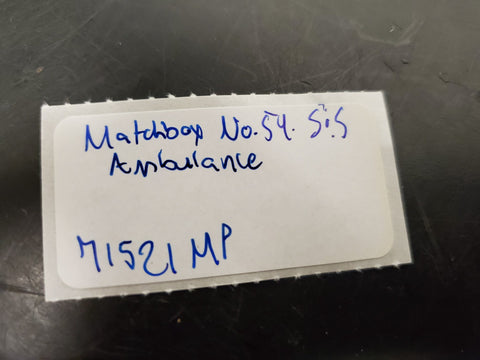 Matchbox No.54. S:S
Ambulance
71521 MP